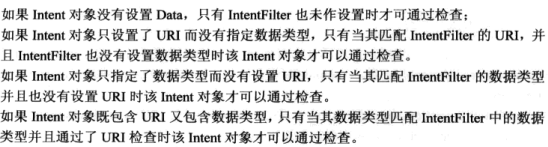 如果 Intent 对象没有设置 Data，只有 IntentFilter 也未作设置时才可通过检查；
如果 Intent 对象只设置了 URI 而没有指定数据类型，只有当其匹配 IntentFilter 的 URI，并
且 IntentFilter 也没有设置数据类型时该 Intent 对象才可以通过检查。
如果 Intent 对象只指定了数据类型而没有设置 URI，只有当其匹配 IntentFilter 的数据类型
并且也没有设置 URI 时该 Intent 对象才可以通过检查。
如果 Intent 对象既包含 URI 又包含数据类型，只有当其数据类型匹配 IntentFilter 中的数据
类型并且通过了 URI 检查时该 Intent 对象才可以通过检查。